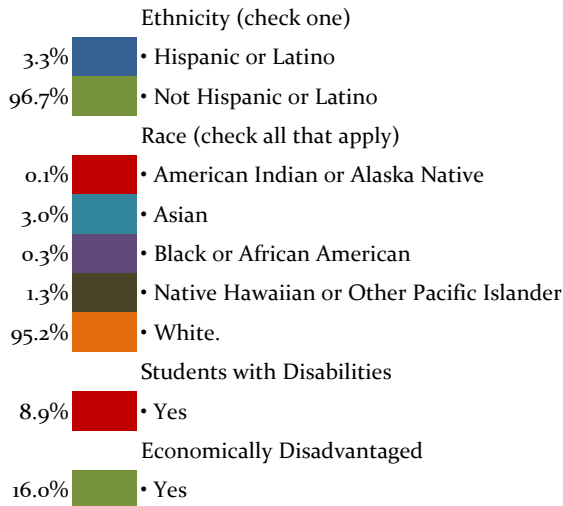 Ethnicity (check one)
3.3% • Hispanic or Latino
96.7% • Not Hispanic or Latino
Race (check all that apply)
0.1% • American Indian or Alaska Native
3.0% • Asian
0.3% • Black or African American
1.3% • Native Hawaiian or Other Pacific Islander
95.2% • White.
Students with Disabilities
8.9% • Yes
Economically Disadvantaged
16.0% • Yes